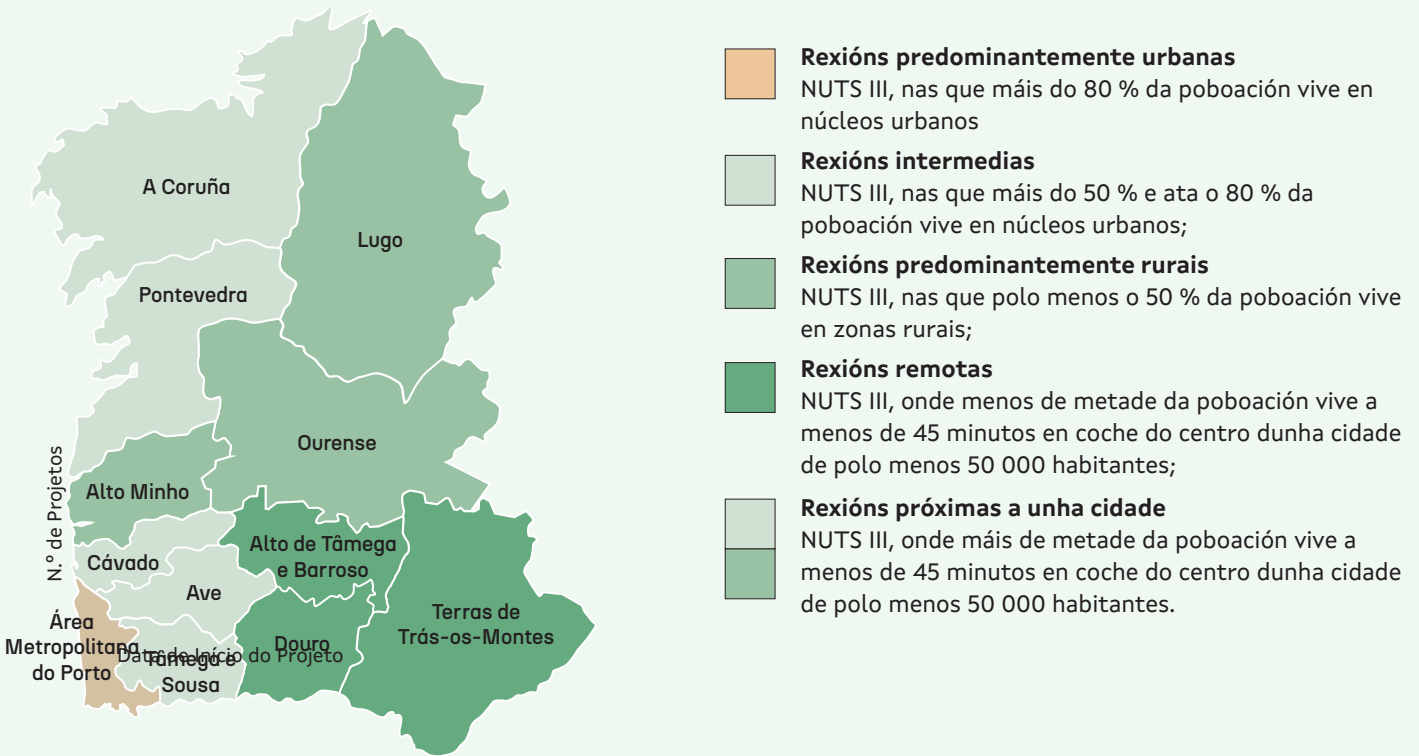 A Coruña
Lugo
Pontevedra
Ourense
Alto Minho
N.º de Projetos
Cávado
Alto de Tâmega
e Barroso
Ave
Terras de
Trás-os-Montes
Área
Metropolitana
do Porto
Douro
Tâmega e
Sousa
Data de Início do Projeto
Rexións predominantemente urbanas
NUTS III, nas que máis do 80 % da poboación vive en
núcleos urbanos
Rexións intermedias
NUTS III, nas que máis do 50 % e ata o 80 % da
poboación vive en núcleos urbanos;
Rexións predominantemente rurais
NUTS III, nas que polo menos o 50 % da poboación vive
en zonas rurais;
Rexións remotas
NUTS III, onde menos de metade da poboación vive a
menos de 45 minutos en coche do centro dunha cidade
de polo menos 50 000 habitantes;
Rexións próximas a unha cidade
NUTS III, onde máis de metade da poboación vive a
menos de 45 minutos en coche do centro dunha cidade
de polo menos 50 000 habitantes.